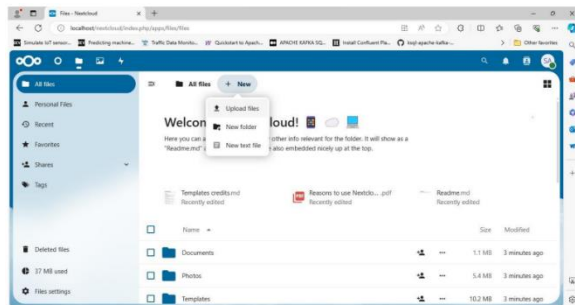 Files - Nextcloud
localhost/nextcloud/index.php/apps/files/files
Simulate IoT sensor...
Predicting machine...
Traffic Data Monito...
Quickstart to Apach...
APACHE KAFKA SQ...
Install Confluent Pla...
ksql-apache-kafka-...
Other favorites
All files
All files
+ New
Personal Files
Recent
Favorites
Shares
Tags
Upload files
New folder
New text file
Welcom
oud!
Here you can a
other info relevant for the folder. It will show as a
"Readme.md"
also embedded nicely up at the top.
Templates credits.md
Recently edited
Reasons to use Nextclo... .pdf
Recently edited
Readme.md
Recently edited
Name
Size
Modified
Documents
1.1 MB
3 minutes ago
Photos
5.4 MB
3 minutes ago
Templates
10.2 MB
3 minutes ago
Deleted files
37 MB used
Files settings